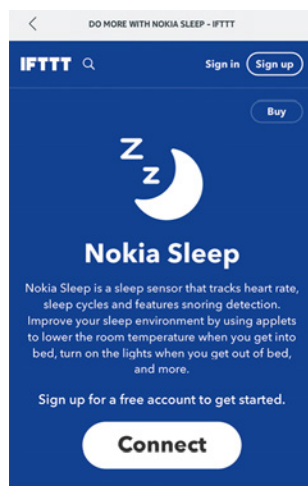 DO MORE WITH NOKIA SLEEP – IFTTT
IFTTT Sign in Sign up
Buy
Z
z
Nokia Sleep
Nokia Sleep is a sleep sensor that tracks heart rate,
sleep cycles and features snoring detection.
Improve your sleep environment by using applets
to lower the room temperature when you get into
bed, turn on the lights when you get out of bed,
and more.
Sign up for a free account to get started.
Connect